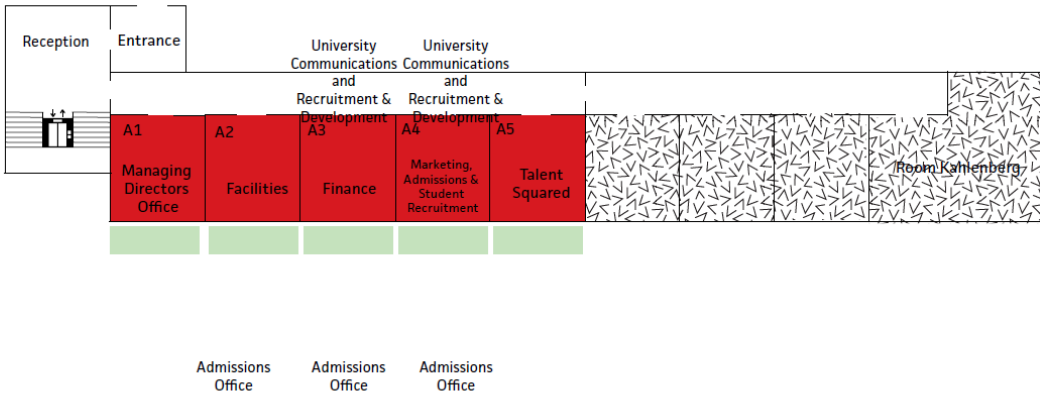 Reception
Entrance
University
Communications
and
Recruitment &
Development
University
Communications
and
Recruitment &
Development
A1
Managing
Directors
Office
A2
Facilities
A3
Finance
A4
Marketing,
Admissions &
Student
Recruitment
A5
Talent
Squared
Room Kahlenberg
Admissions
Office
Admissions
Office
Admissions
Office